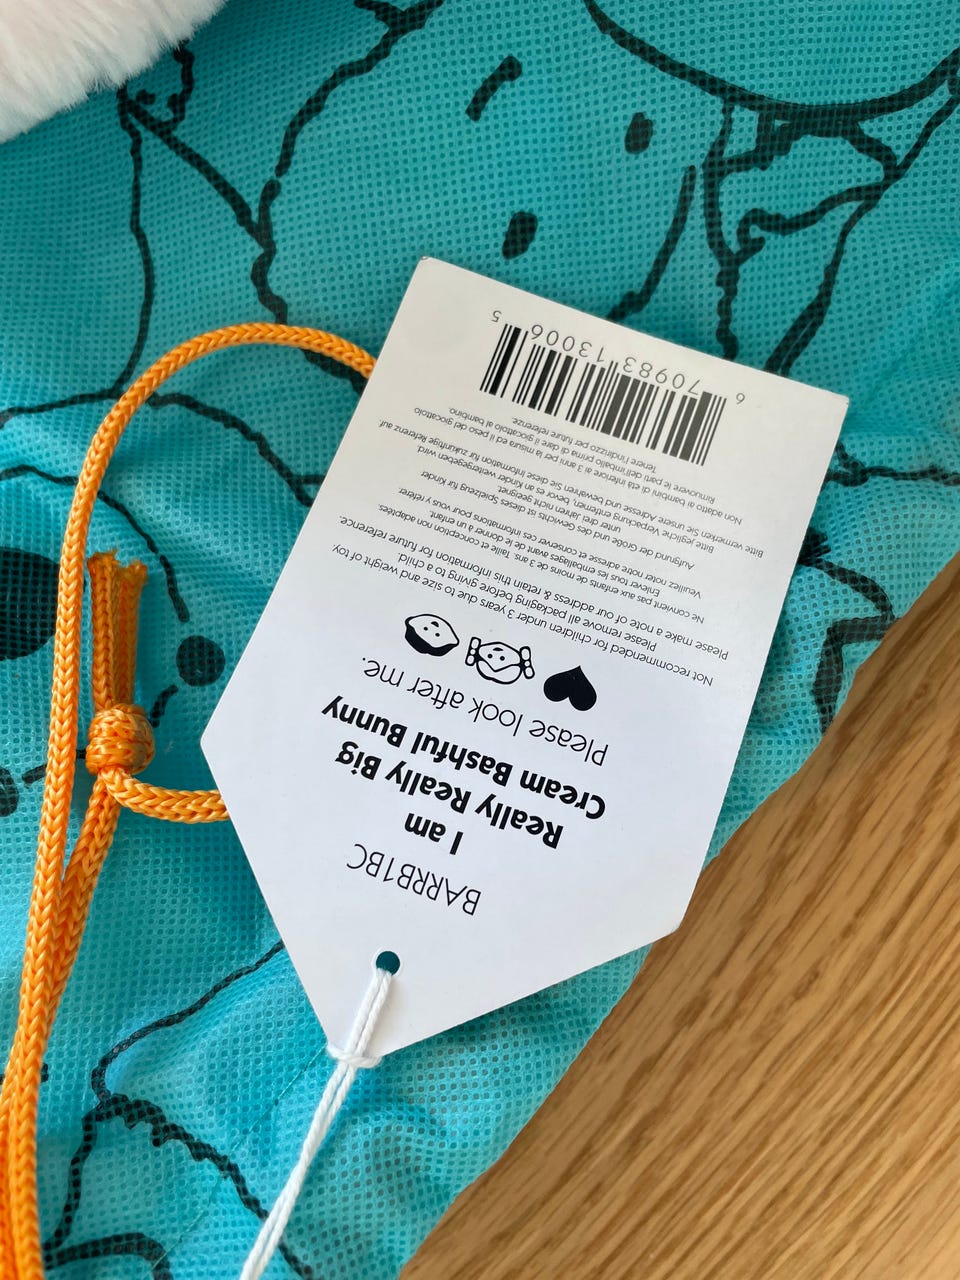 BARRB1BC
I am
Really Really Big
Cream Bashful Bunny
Please look after me.
Not recommended for children under 3 years due to size and weight of toy.
Please remove all packaging before giving to a child.
Please make a note of our address & retain this information for future reference.
Ne convient pas aux enfants de moins de 3 ans, taille et conception non adaptées.
Enlever tous les emballages avant de le donner à un enfant.
Veuillez noter notre adresse et conserver ces informations pour vous y référer
Aufgrund der Größe und des Gewichts ist dieses Spielzeug für Kinder
unter drei Jahren nicht geeignet.
Bitte jegliche Verpackung entfernen, bevor es an Kinder weitergegeben wird.
Bitte vermerken Sie unsere Adresse und bewahren Sie diese Information für zukünftige Referenz auf.
Non adatto ai bambini di età inferiore ai 3 anni per la misura ed il peso del giocattolo
Rimuovere le parti dell'imballo prima di dare il giocattolo al bambino.
Tenere l'indirizzo per future referenze.
6 70983 13006 5